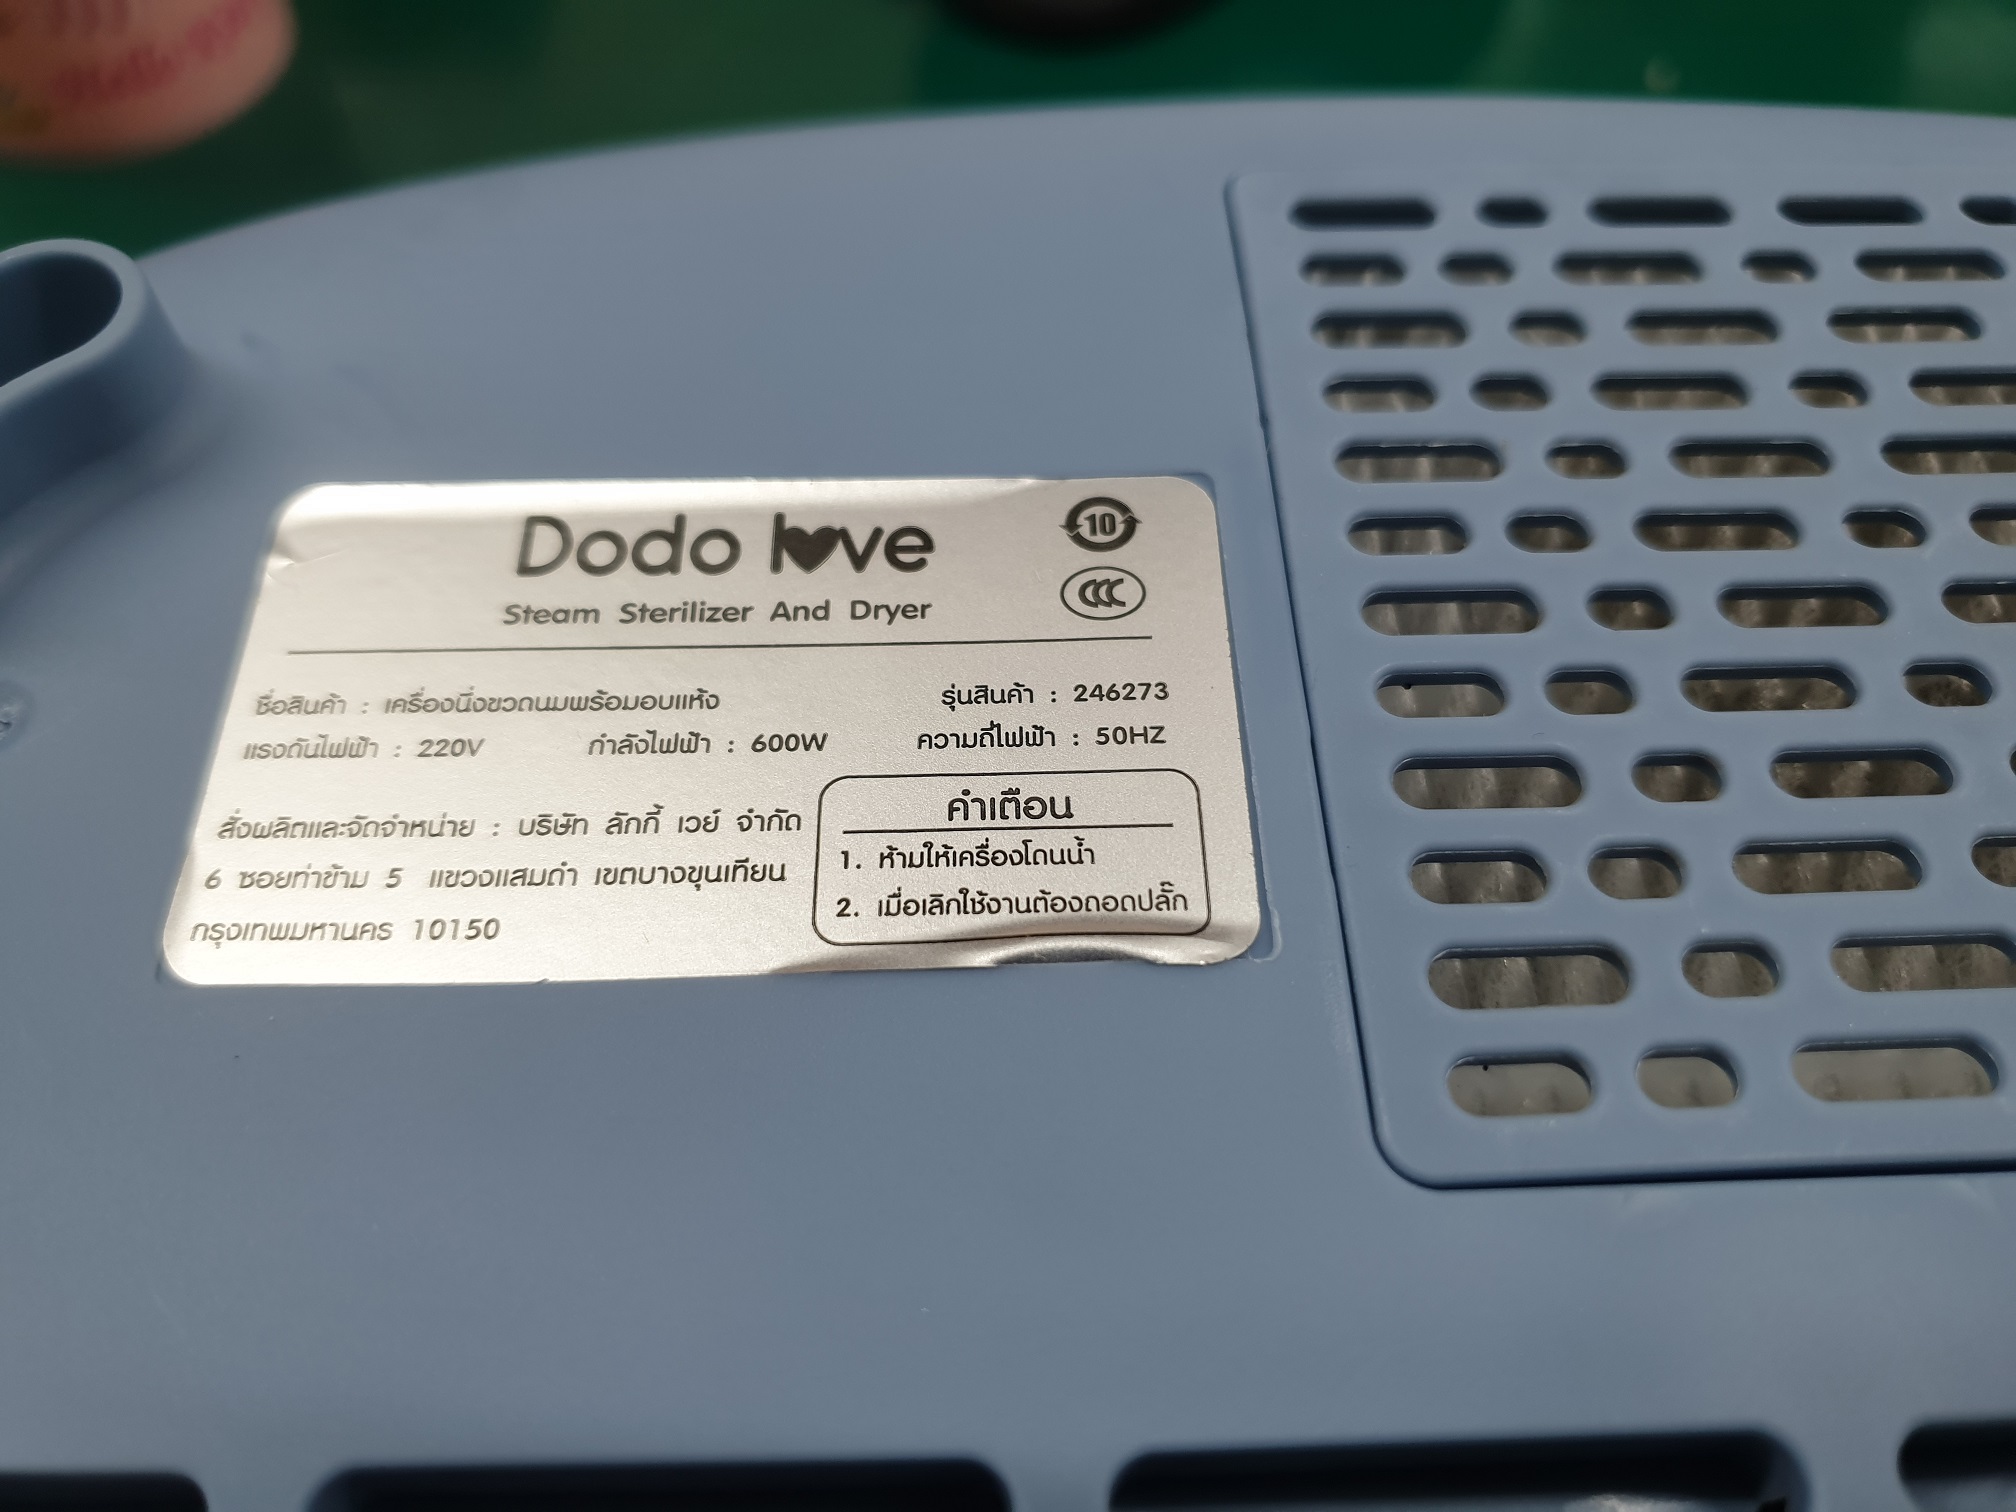 Dodo love
10
CCC
Steam Sterilizer And Dryer
ชื่อสินค้า : เครื่องนึ่งขวดนมพร้อมอบแห้ง รุ่นสินค้า : 246273
แรงดันไฟฟ้า : 220V กำลังไฟฟ้า : 600W ความถี่ไฟฟ้า : 50HZ
สั่งผลิตและจัดจำหน่าย : บริษัท ลักกี้ เวย์ จำกัด
6 ซอยท่าข้าม 5 แขวงแสมดำ เขตบางขุนเทียน
กรุงเทพมหานคร 10150
คำเตือน
1. ห้ามให้เครื่องโดนน้ำ
2. เมื่อเลิกใช้งานต้องถอดปลั๊ก